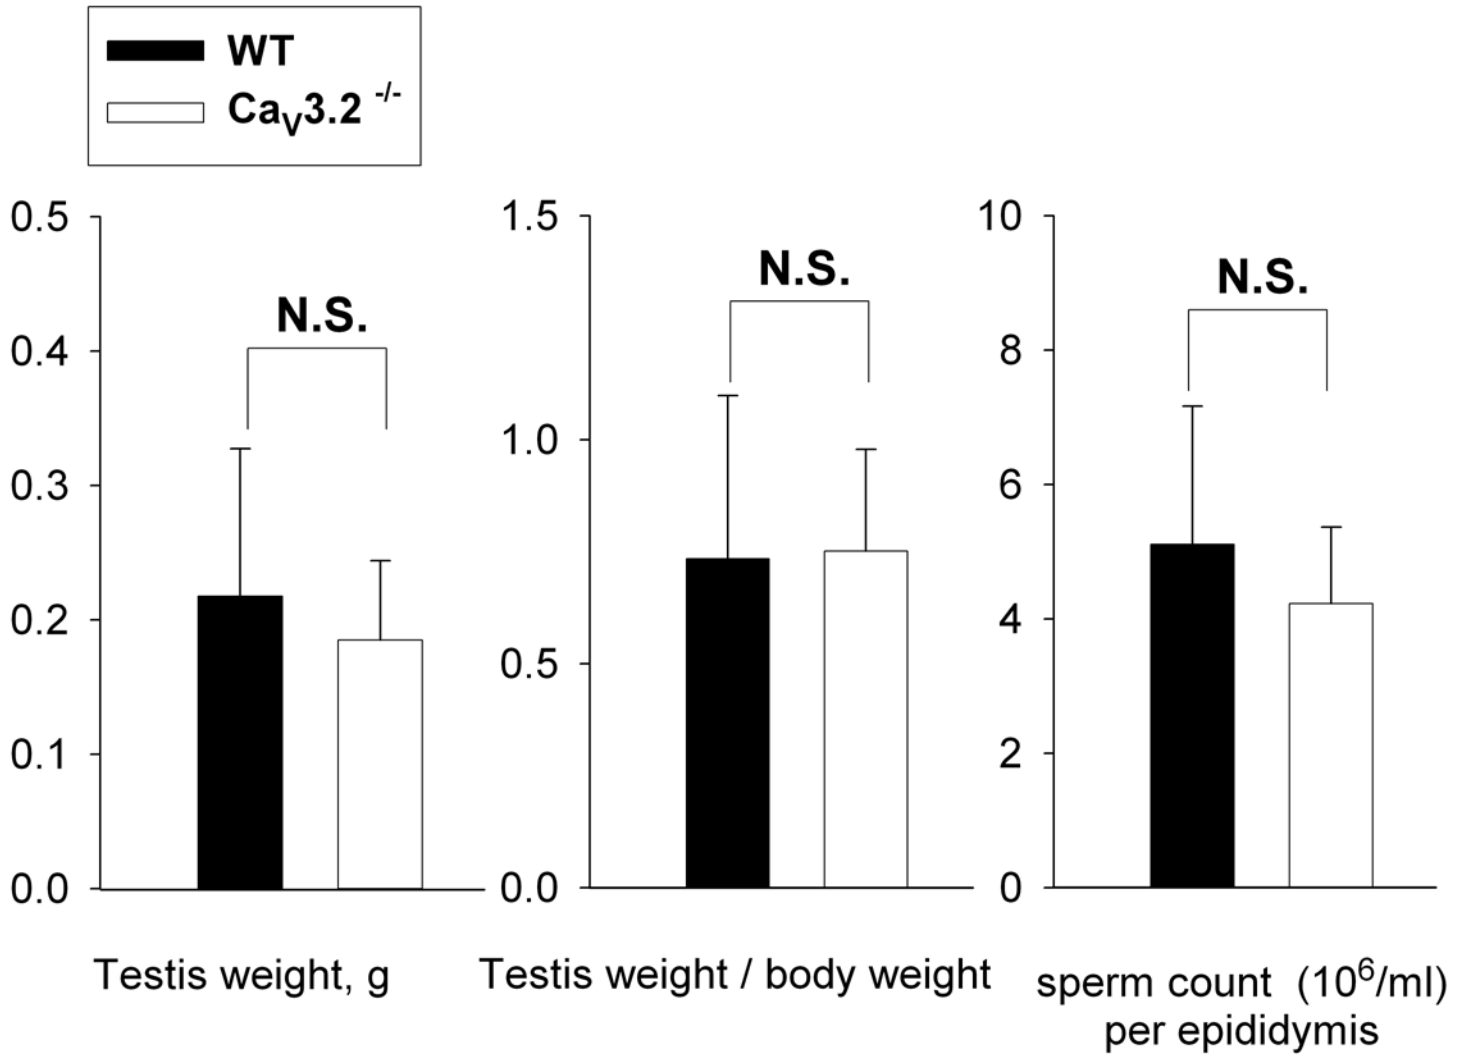 WT
CaV3.2 -/-
0.5
0.4
0.3
0.2
0.1
0.0
N.S.
Testis weight, g
1.5
1.0
0.5
0.0
N.S.
Testis weight / body weight
10
8
6
4
2
0
N.S.
sperm count (10⁶/ml)
per epididymis